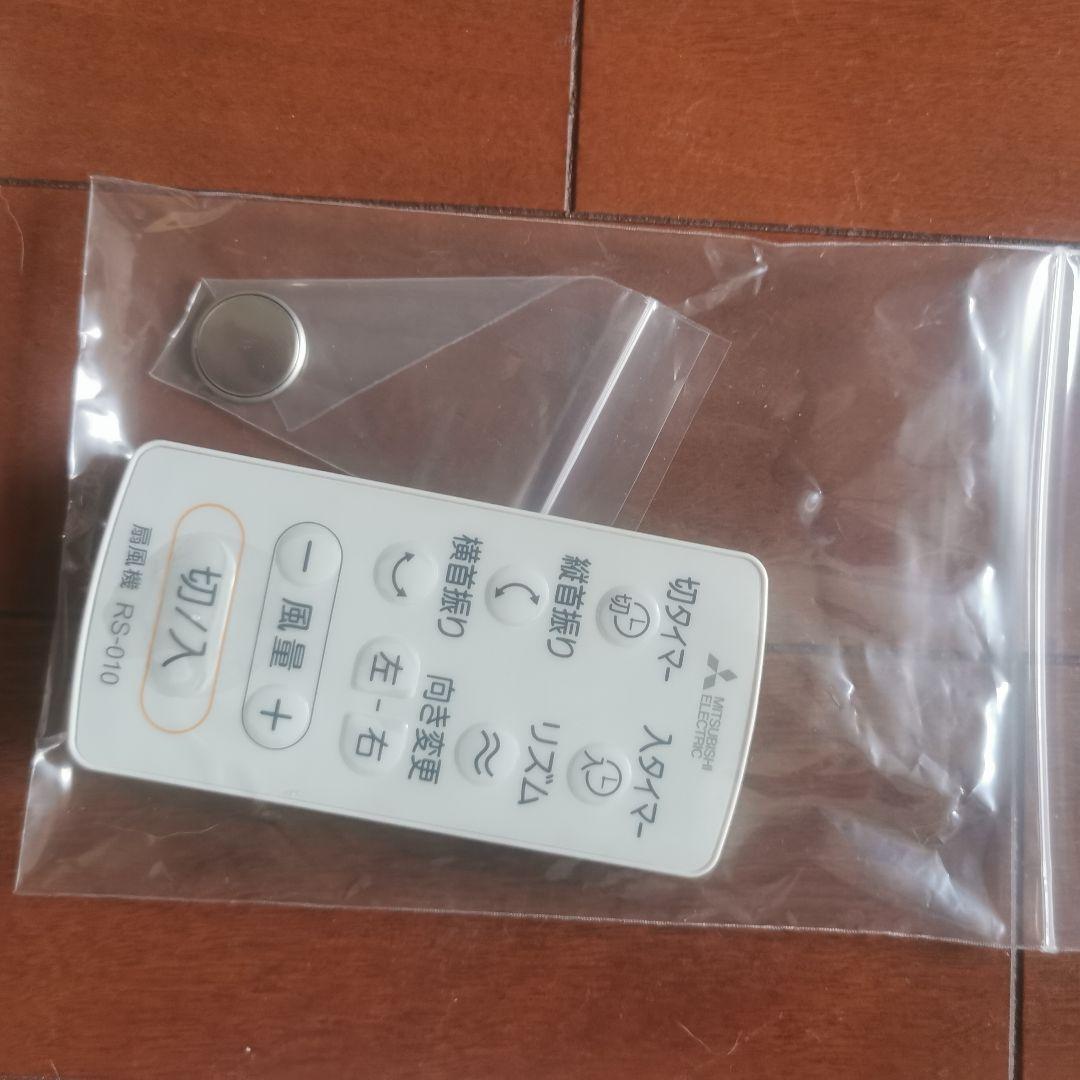 扇風機 RS-010
切/入
－ 風量 ＋
横首振り
左 - 右
向き変更
縦首振り
リズム
切
切タイマー
入
入タイマー
MITSUBISHI
ELECTRIC